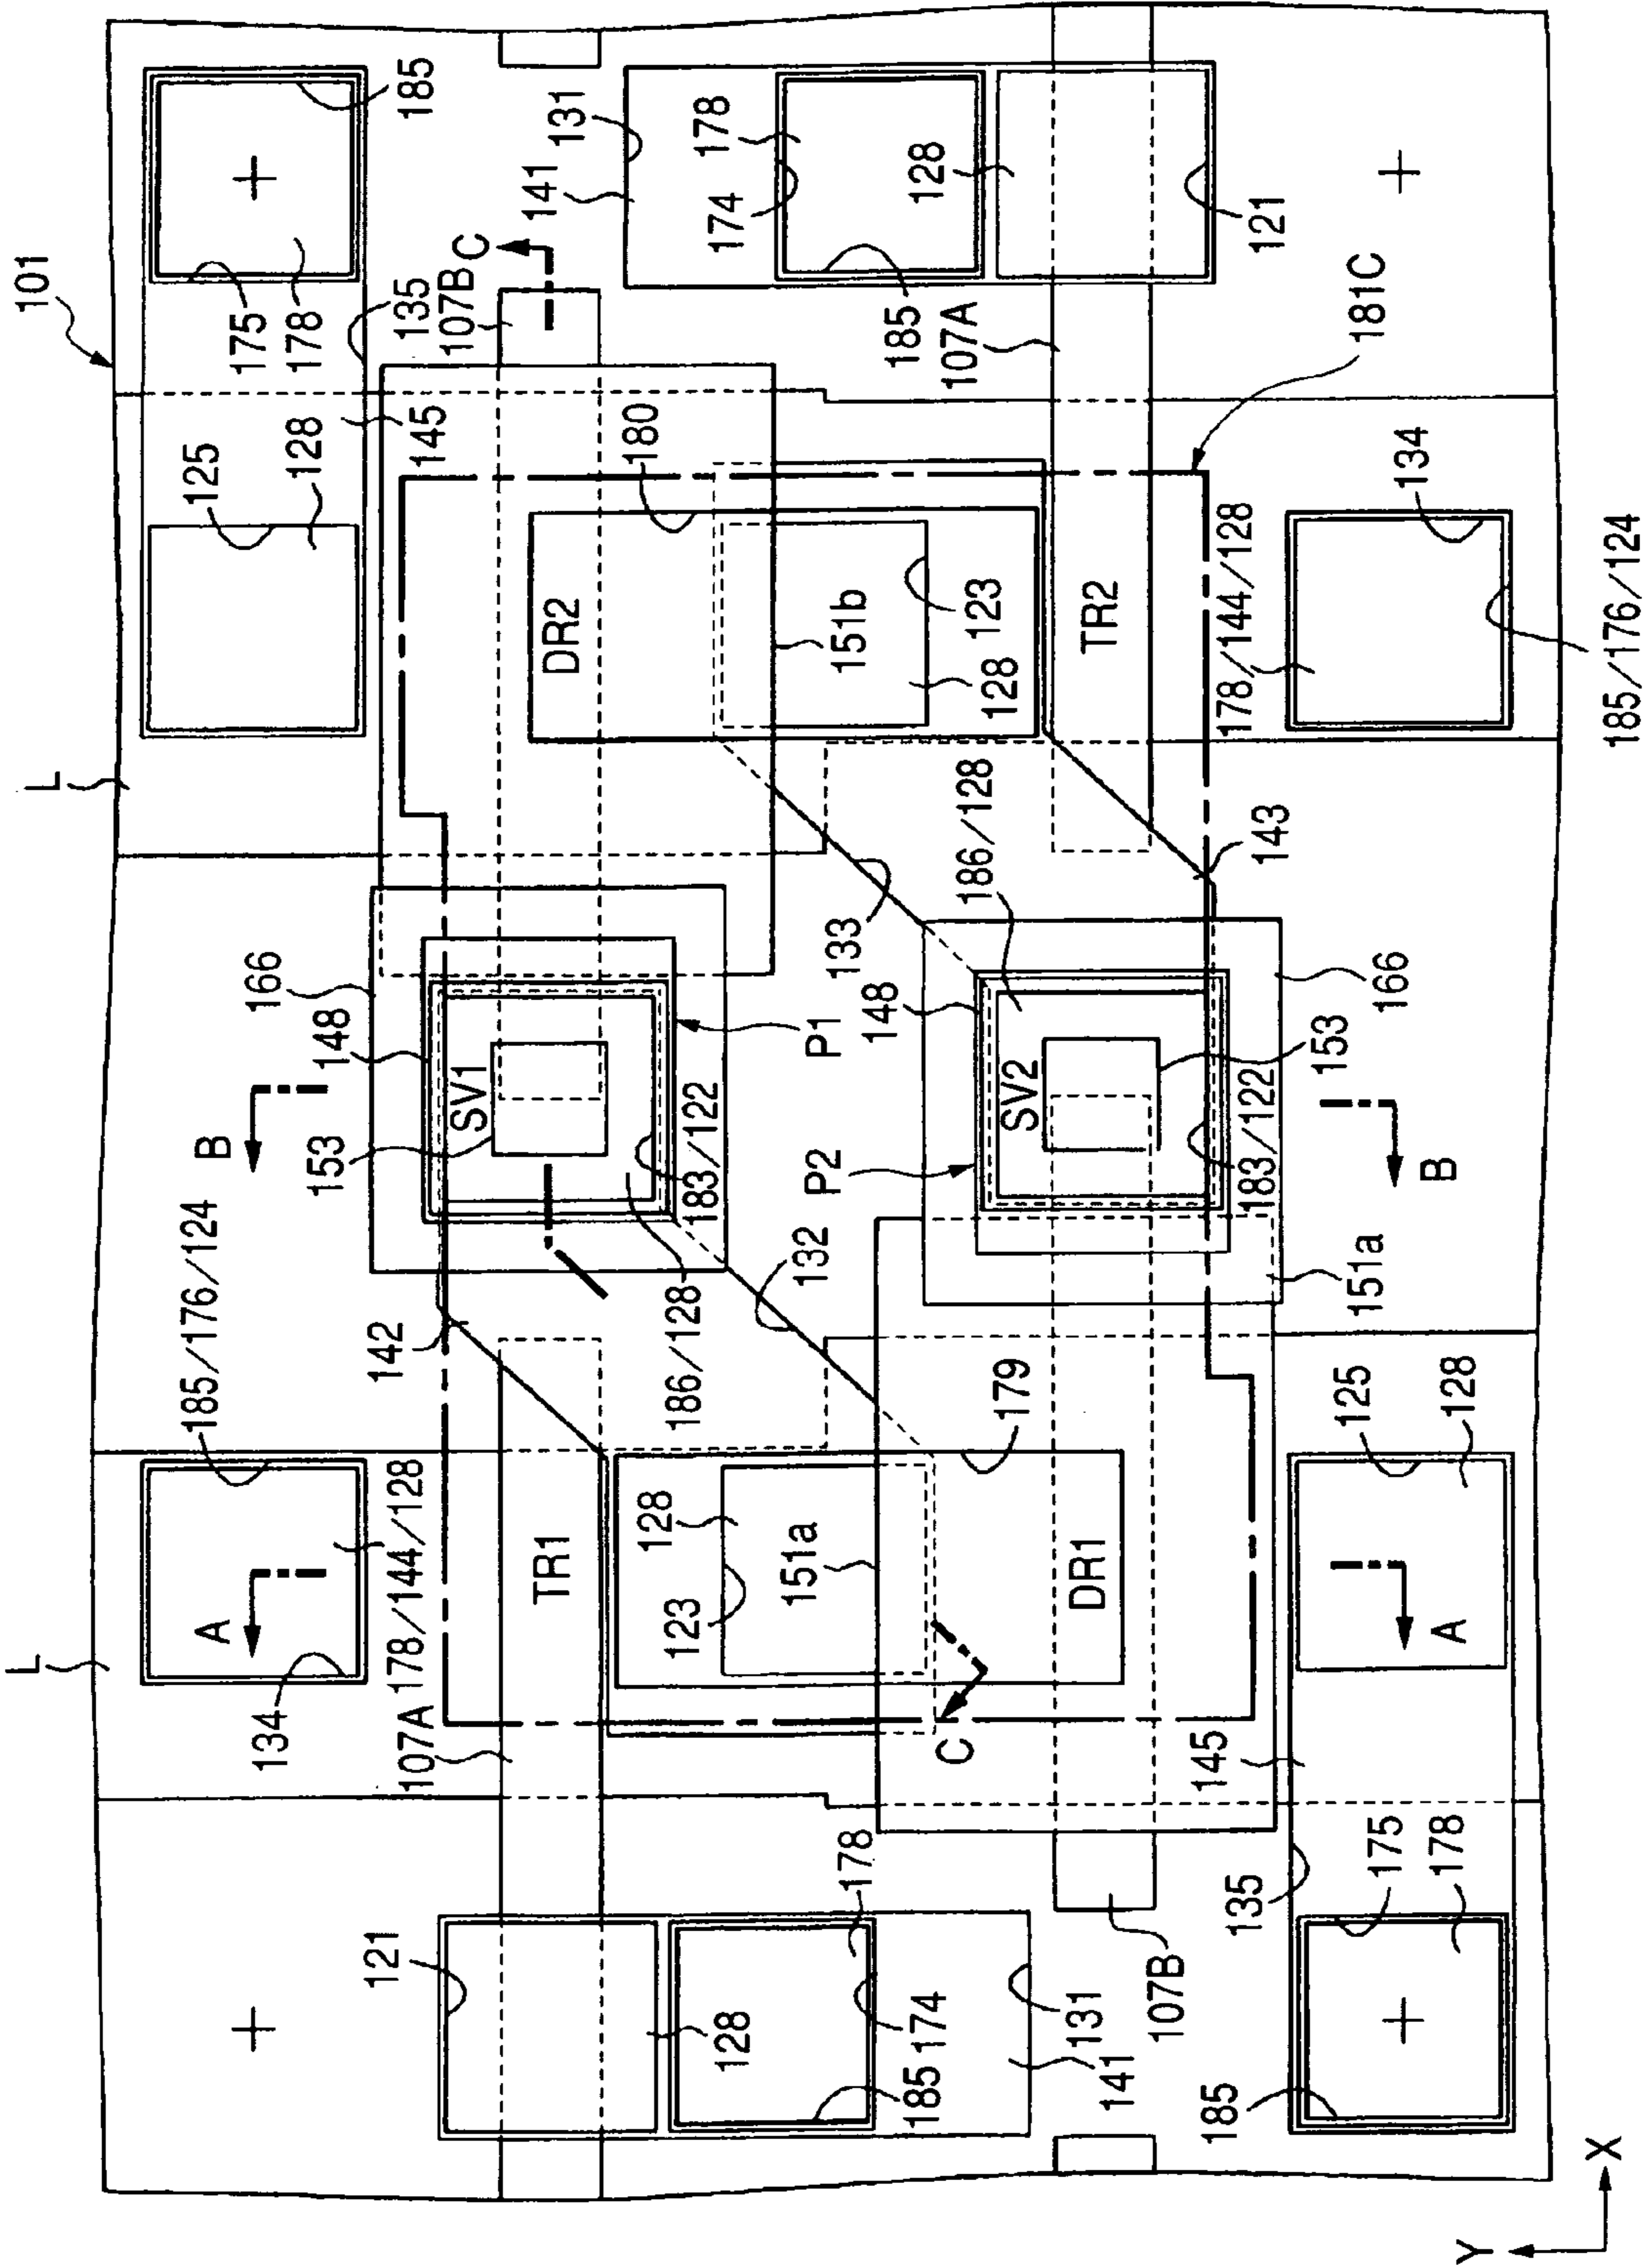 101
L
L
185
175
178
135
145
125
128
131
141
C
107B
174
178
128
185
107A
121
181C
180
DR2
151b
123
128
TR2
134
178/144/128
185/176/124
166
148
SV1
153
P1
183/122
B
186/128
133
143
148
166
SV2
153
P2
183/122
B
151a
132
142
186/128
185/176/124
178/144/128
A
134
107A
TR1
128
123
151a
179
DR1
C
125
128
A
145
135
175
178
185
121
128
178
174
185
131
141
107B
Y
X